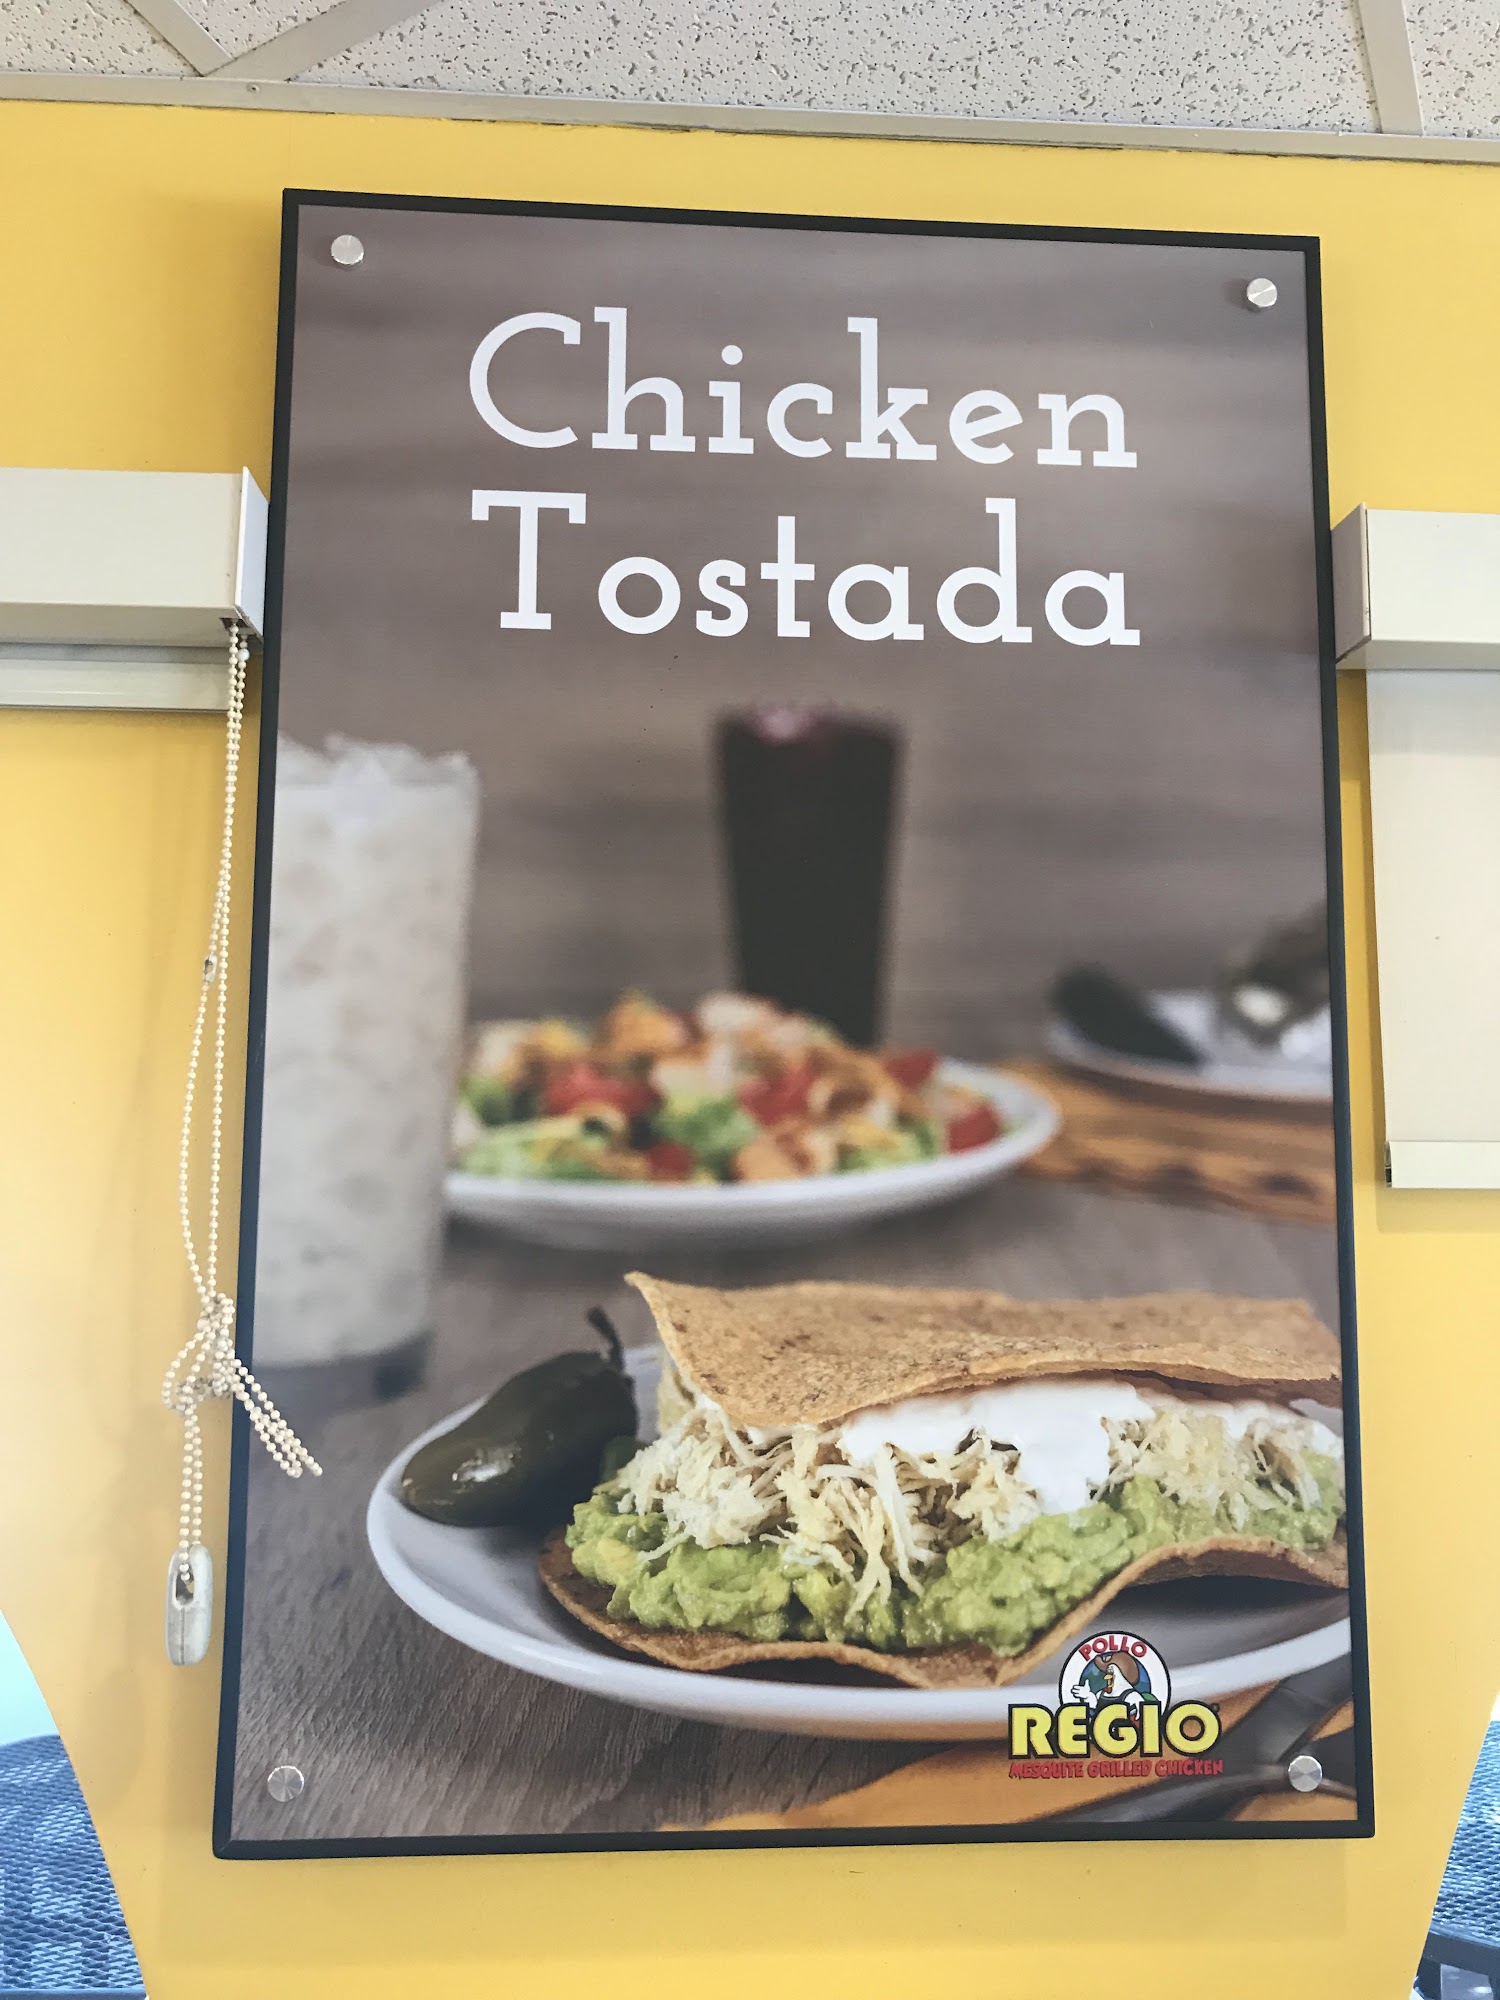 Chicken
Tostada
POLLO
REGIO
MESQUITE GRILLED CHICKEN